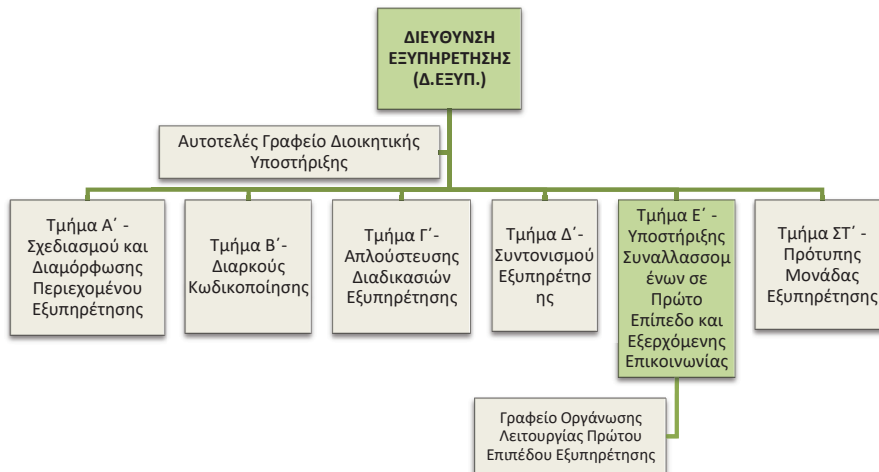 ΔΙΕΥΘΥΝΣΗ
ΕΞΥΠΗΡΕΤΗΣΗΣ
(Δ.ΕΞΥΠ.)
Αυτοτελές Γραφείο Διοικητικής
Υποστήριξης
Τμήμα Α΄ -
Σχεδιασμού και
Διαμόρφωσης
Περιεχομένου
Εξυπηρέτησης
Τμήμα Β΄-
Διαρκούς
Κωδικοποίησης
Τμήμα Γ΄-
Απλούστευσης
Διαδικασιών
Εξυπηρέτησης
Τμήμα Δ΄-
Συντονισμού
Εξυπηρέτησ
ης
Τμήμα Ε΄ -
Υποστήριξης
Συναλλασσομ
ένων σε
Πρώτο
Επίπεδο και
Εξερχόμενης
Επικοινωνίας
Τμήμα ΣΤ΄ -
Πρότυπης
Μονάδας
Εξυπηρέτησης
Γραφείο Οργάνωσης
Λειτουργίας Πρώτου
Επιπέδου Εξυπηρέτησης